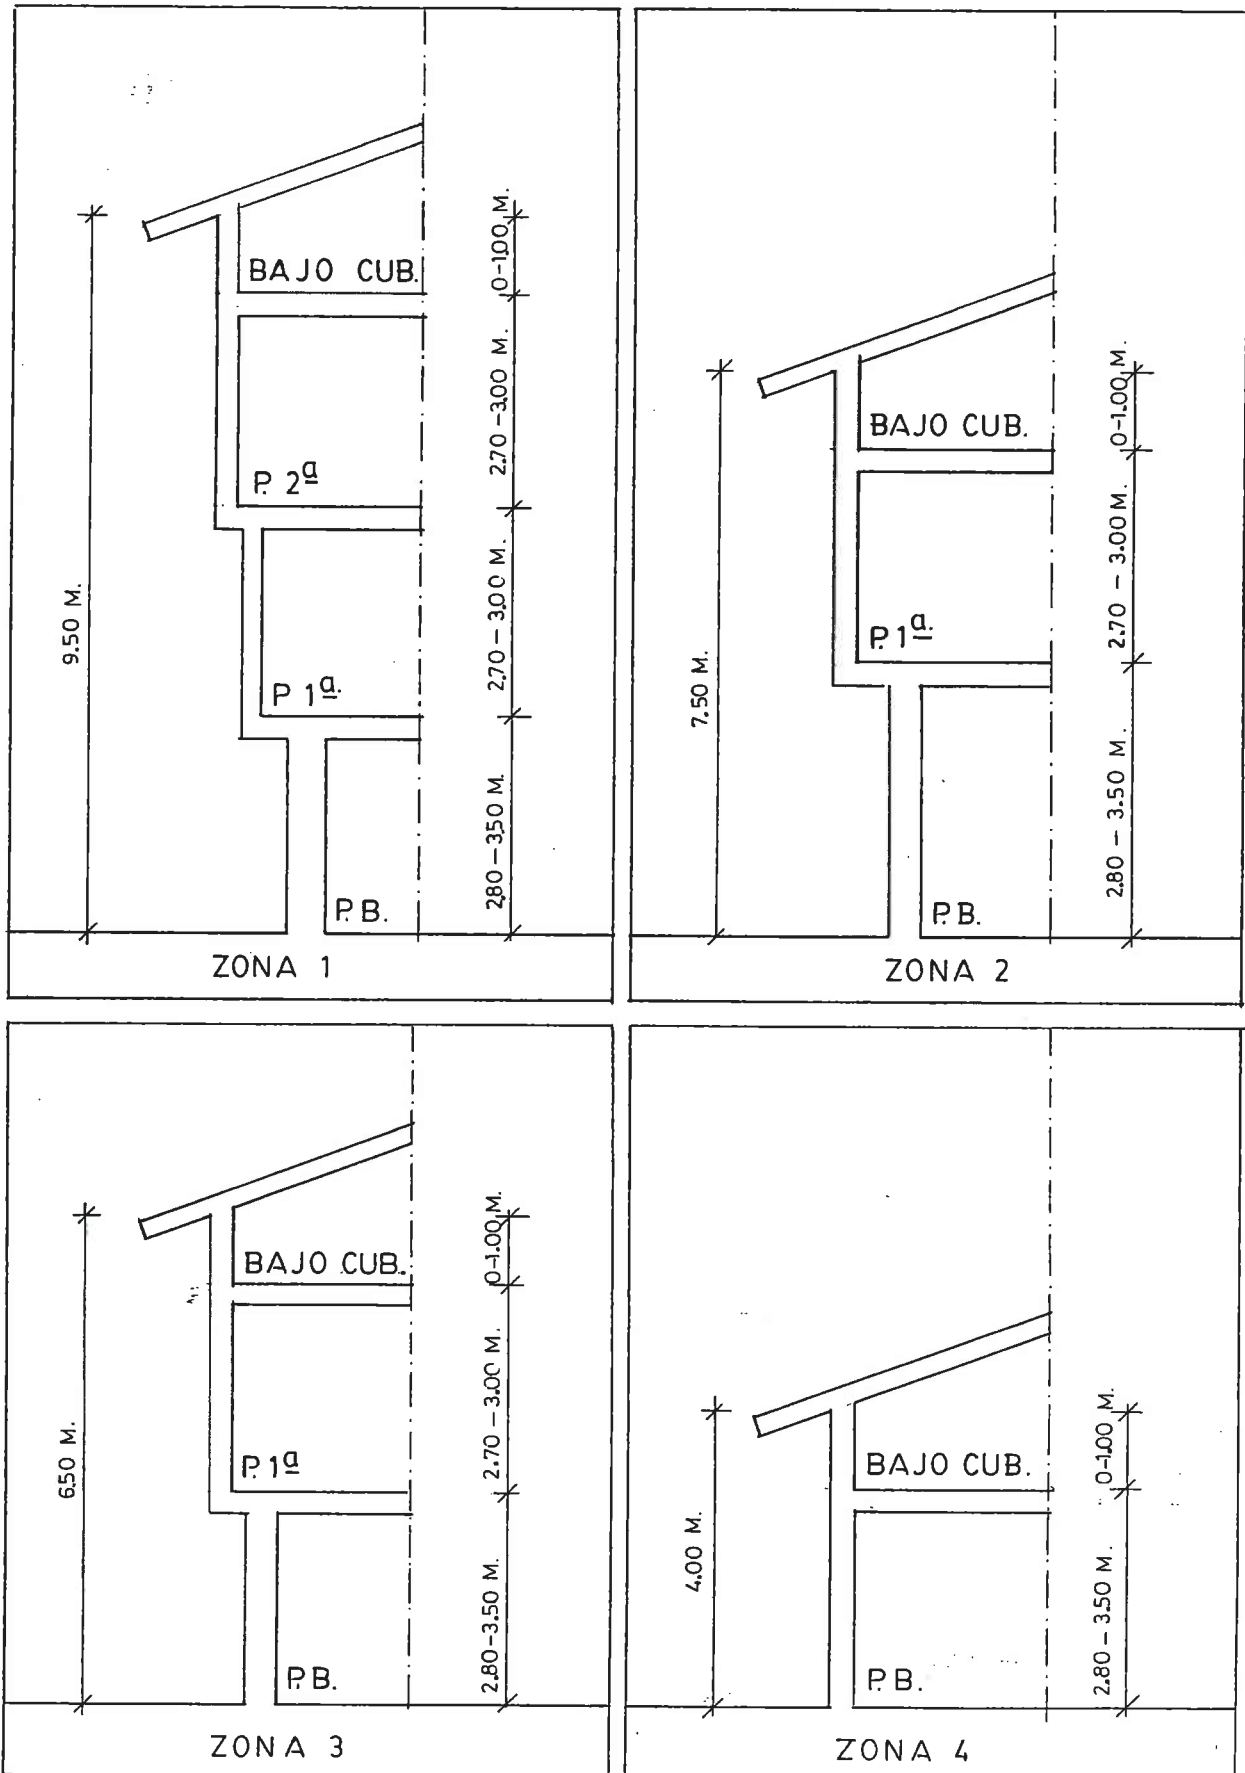 BAJO CUB.
P. 2ª
P 1ª.
P.B.
9.50 M.
0-1.00 M.
2.70-3.00 M.
2.70-3.00 M.
2.80-3.50 M.
ZONA 1
BAJO CUB.
P.1ª.
P.B.
7.50 M.
0-1.00 M.
2.70-3.00 M.
2.80-3.50 M.
ZONA 2
BAJO CUB.
P.1ª
P.B.
6.50 M.
0-1.00 M.
2.70-3.00 M.
2.80-3.50 M.
ZONA 3
BAJO CUB.
P.B.
4.00 M.
0-1.00 M.
2.80-3.50 M.
ZONA 4